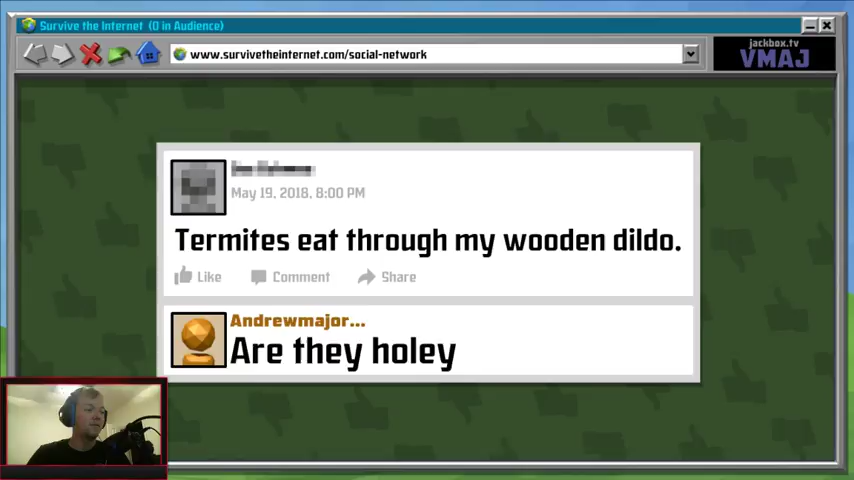 Survive the Internet (0 in Audience)
www.survivetheinternet.com/social-network
jackbox.tv
VMAJ
May 19, 2018, 8:00 PM
Termites eat through my wooden dildo.
Like Comment Share
Andrewmajor...
Are they holey